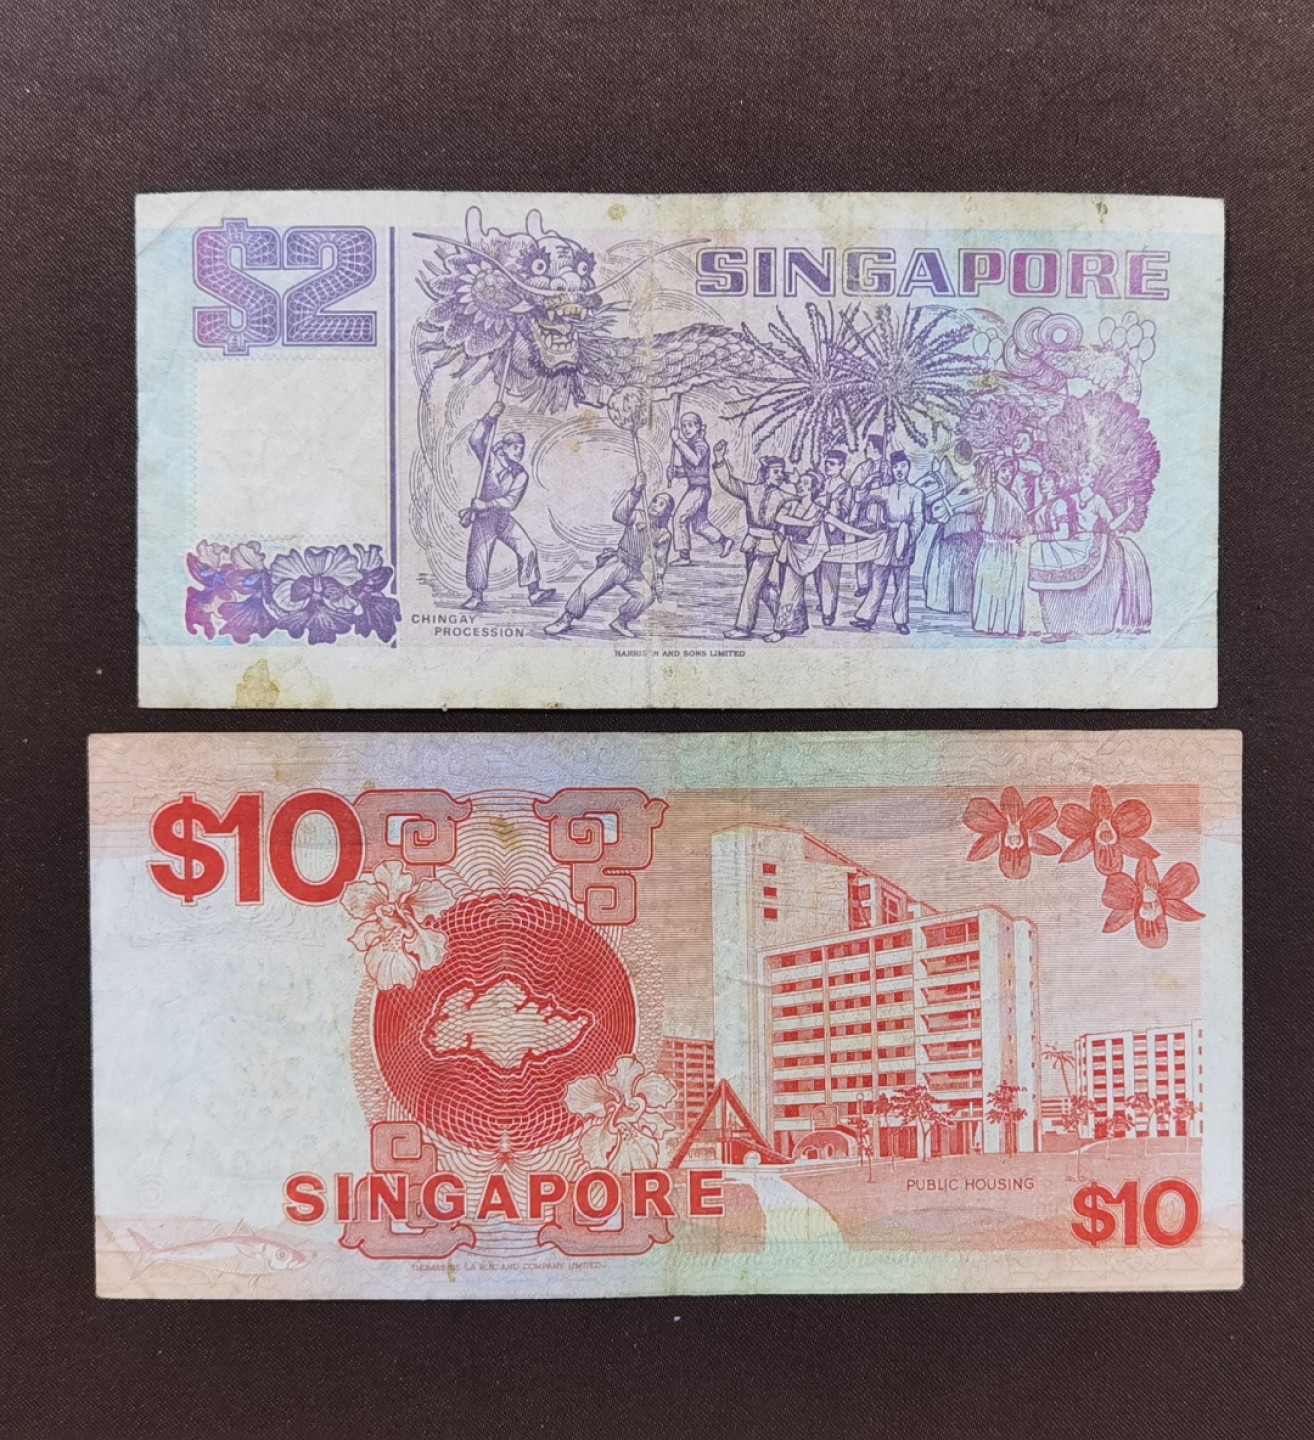 $2
SINGAPORE
CHINGAY
PROCESSION
HARRISON AND SONS LIMITED
$10
SINGAPORE
PUBLIC HOUSING
$10
THOMAS DE LA RUE AND COMPANY LIMITED